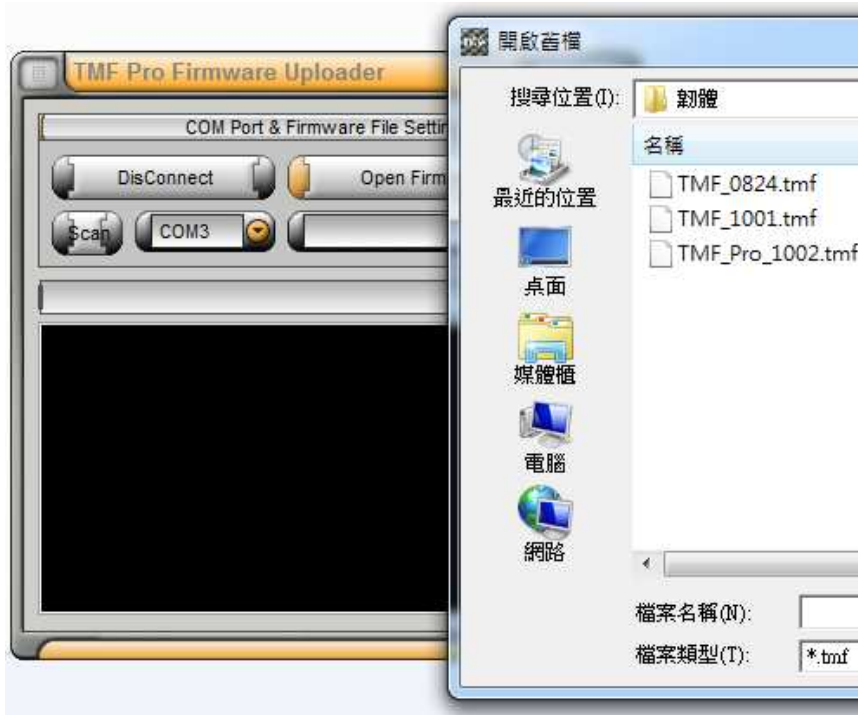 TMF Pro Firmware Uploader
COM Port & Firmware File Settin
DisConnect
Open Firm
Scan
COM3
開啟舊檔
搜尋位置(I):
韌體
最近的位置
桌面
媒體櫃
電腦
網路
名稱
TMF_0824.tmf
TMF_1001.tmf
TMF_Pro_1002.tmf
檔案名稱(N):
檔案類型(T):
*.tmf